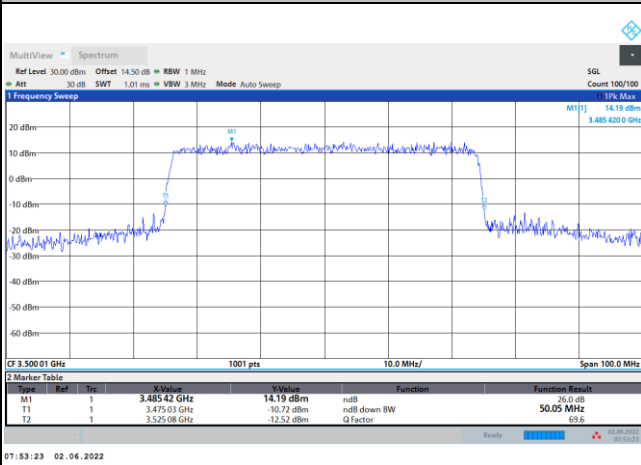 MultiView Spectrum
Ref Level 30.00 dBm Offset 14.50 dB RBW 1 MHz SGL
Att 30 dB SWT 1.01 ms VBW 3 MHz Mode Auto Sweep Count 100/100
1 Frequency Sweep 1Pk Max
M1[1] 14.19 dBm
3.485 420 0 GHz
M1
20 dBm
10 dBm
0 dBm
T1
T2
-10 dBm
-20 dBm
-30 dBm
-40 dBm
-50 dBm
-60 dBm
CF 3.500 01 GHz 1001 pts 10.0 MHz/ Span 100.0 MHz
2 Marker Table
Type Ref Trc X-Value Y-Value Function Function Result
M1 1 3.485 42 GHz 14.19 dBm ndB 26.0 dB
T1 1 3.475 03 GHz -10.72 dBm ndB down BW 50.05 MHz
T2 1 3.525 08 GHz -12.52 dBm Q Factor 69.6
Ready 02.06.2022
07:53:23
07:53:23 02.06.2022